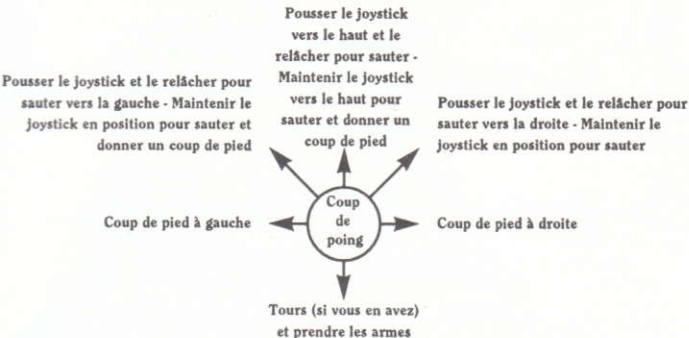 Pousser le joystick
vers le haut et le
relâcher pour sauter -
Maintenir le joystick
vers le haut pour
sauter et donner un
coup de pied
Pousser le joystick et le relâcher pour
sauter vers la gauche - Maintenir le
joystick en position pour sauter et
donner un coup de pied
Pousser le joystick et le relâcher pour
sauter vers la droite - Maintenir le
joystick en position pour sauter
Coup de pied à gauche
Coup
de
poing
Coup de pied à droite
Tours (si vous en avez)
et prendre les armes